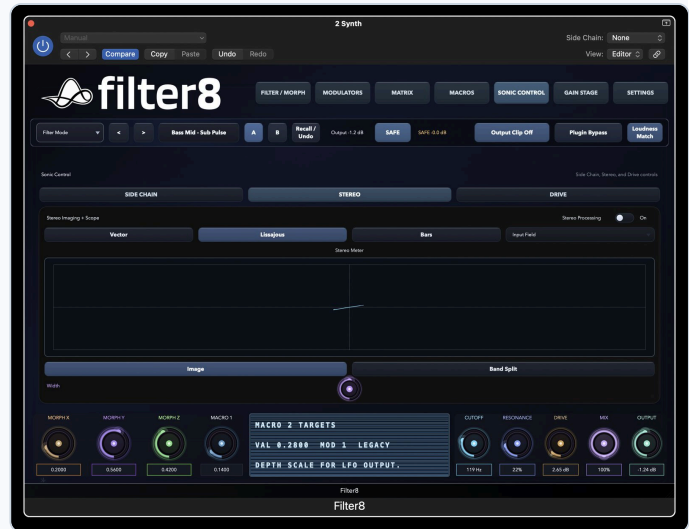 2 Synth
Manual
Side Chain: None
Compare Copy Paste Undo Redo
View: Editor
filter8
FILTER / MORPH MODULATORS MATRIX MACROS SONIC CONTROL GAIN STAGE SETTINGS
Filter Mode < > Bass Mid - Sub Pulse A B Recall / Undo Output -1.2 dB SAFE SAFE -0.0 dB Output Clip Off Plugin Bypass Loudness Match
Sonic Control
Side Chain, Stereo, and Drive controls
SIDE CHAIN STEREO DRIVE
Stereo Imaging + Scope
Stereo Processing On
Vector Lissajous Bars Input Field
Stereo Meter
Image Band Split
Width
MORPH X MORPH Y MORPH Z MACRO 1
0.2000 0.5600 0.4200 0.1400
MACRO 2 TARGETS
VAL 0.2800 MOD 1 LEGACY
DEPTH SCALE FOR LFO OUTPUT.
CUTOFF RESONANCE DRIVE MIX OUTPUT
119 Hz 22% 2.65 dB 100% -1.24 dB
Filter8
Filter8